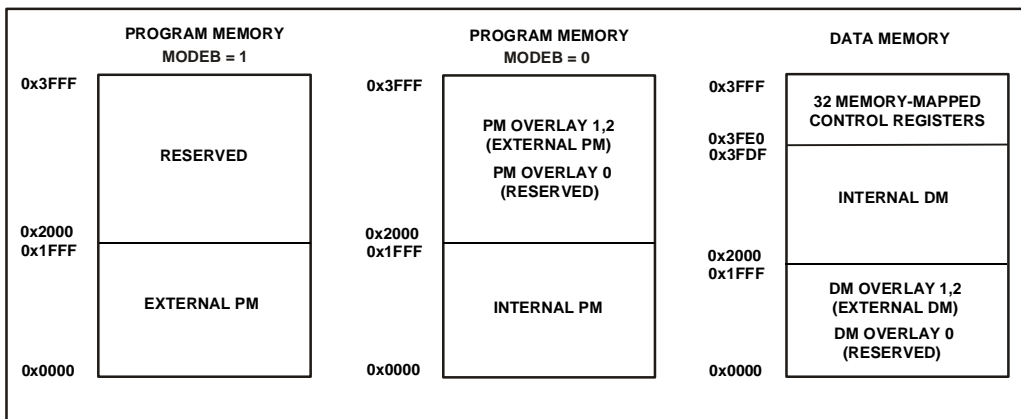 PROGRAM MEMORY
MODEB = 1
0x3FFF
RESERVED
0x2000
0x1FFF
EXTERNAL PM
0x0000
PROGRAM MEMORY
MODEB = 0
0x3FFF
PM OVERLAY 1,2
(EXTERNAL PM)
PM OVERLAY 0
(RESERVED)
0x2000
0x1FFF
INTERNAL PM
0x0000
DATA MEMORY
0x3FFF
32 MEMORY-MAPPED
CONTROL REGISTERS
0x3FE0
0x3FDF
INTERNAL DM
0x2000
0x1FFF
DM OVERLAY 1,2
(EXTERNAL DM)
DM OVERLAY 0
(RESERVED)
0x0000